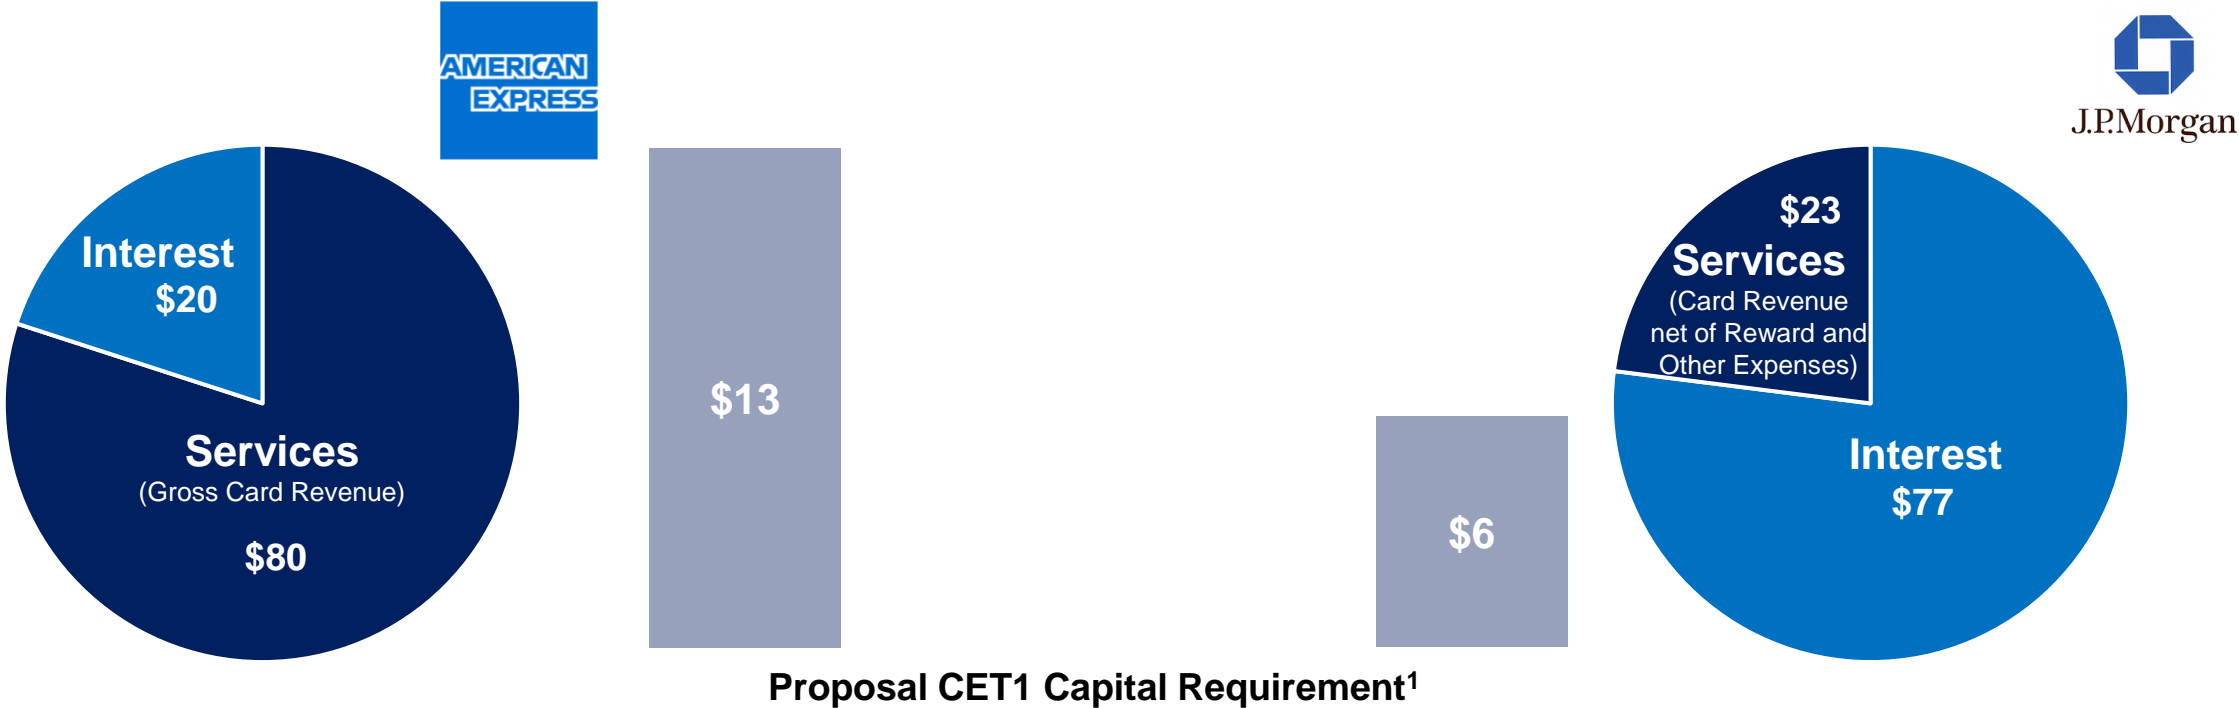 AMERICAN
EXPRESS
Interest
$20
Services
(Gross Card Revenue)
$80
$13
$6
J.P.Morgan
$23
Services
(Card Revenue
net of Reward and
Other Expenses)
Interest
$77
Proposal CET1 Capital Requirement¹